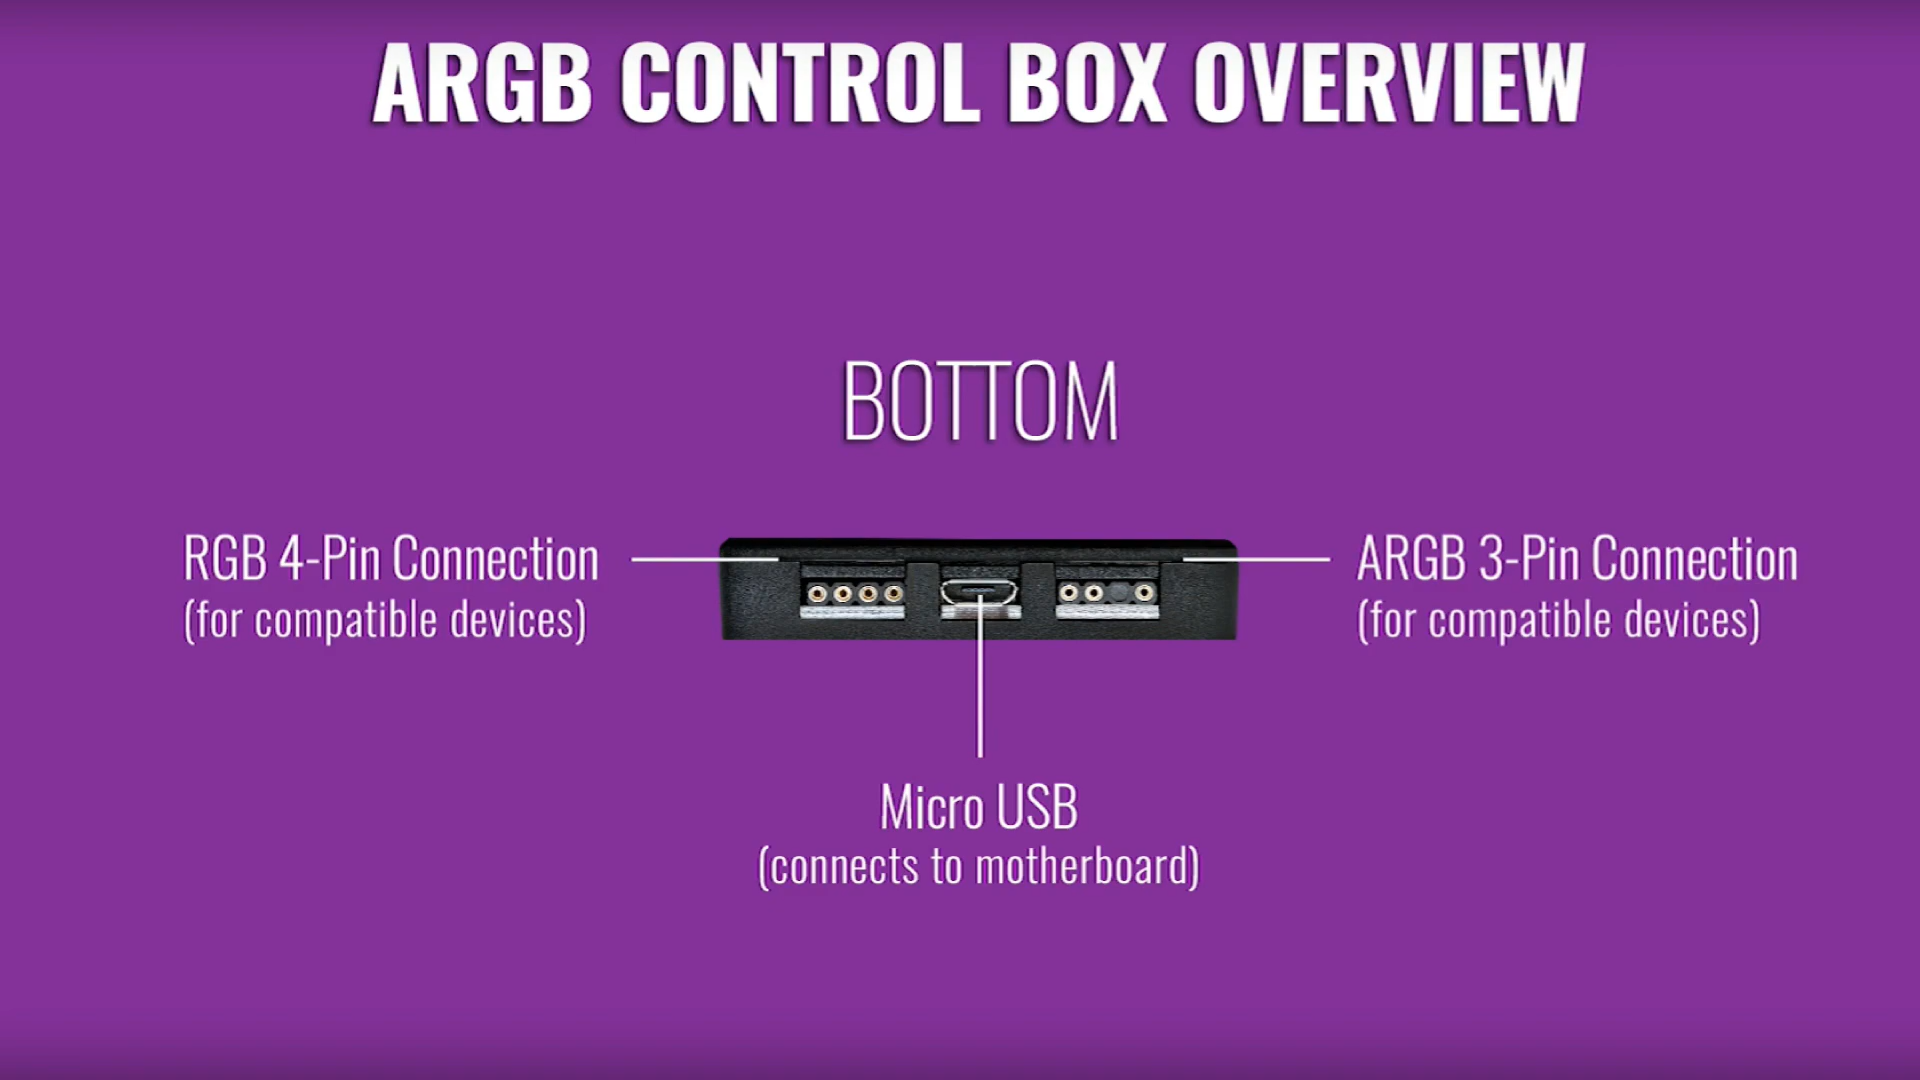 ARGB CONTROL BOX OVERVIEW
BOTTOM
RGB 4-Pin Connection
(for compatible devices)
ARGB 3-Pin Connection
(for compatible devices)
Micro USB
(connects to motherboard)